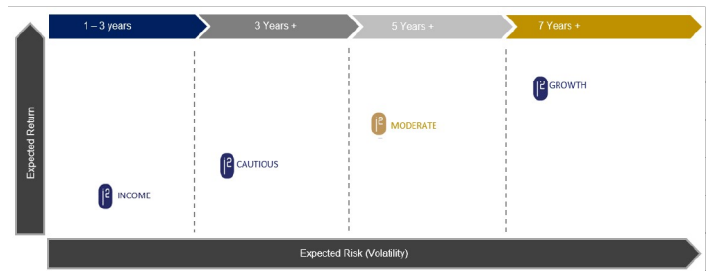 1 – 3 years
3 Years +
5 Years +
7 Years +
GROWTH
MODERATE
CAUTIOUS
INCOME
Expected Return
Expected Risk (Volatility)